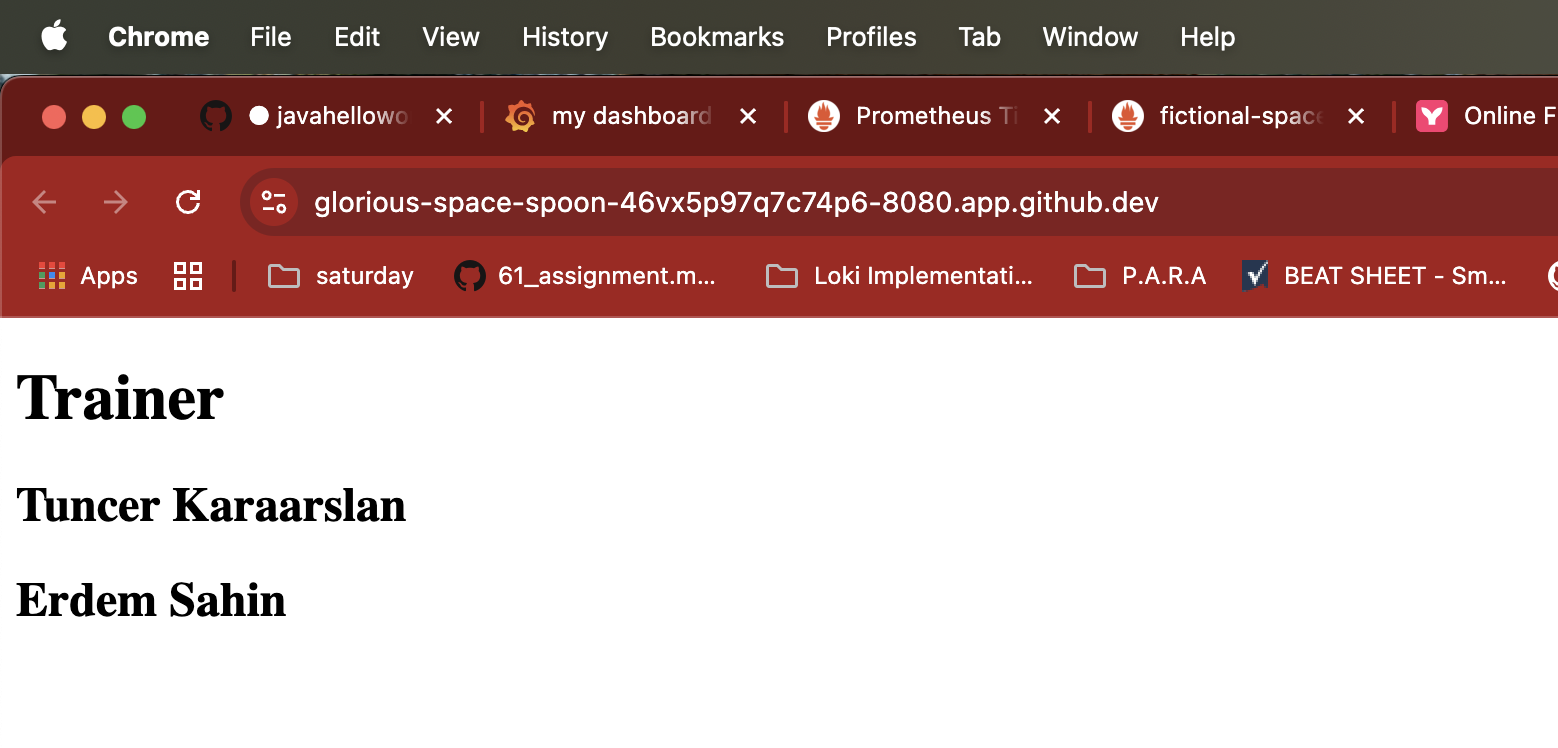 Chrome File Edit View History Bookmarks Profiles Tab Window Help
javahellowo my dashboard Prometheus Ti fictional-space Online F
glorious-space-spoon-46vx5p97q7c74p6-8080.app.github.dev
Apps saturday 61_assignment.m... Loki Implementati... P.A.R.A BEAT SHEET - Sm...
Trainer
Tuncer Karaarslan
Erdem Sahin